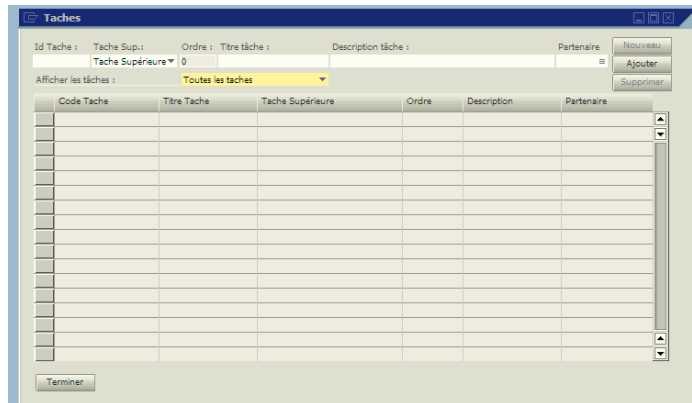 Taches
Id Tache : Tache Sup.: Ordre : Titre tâche : Description tâche : Partenaire Nouveau
Tache Supérieure 0 Ajouter
Afficher les tâches : Toutes les taches Supprimer
Code Tache Titre Tache Tache Supérieure Ordre Description Partenaire
Terminer